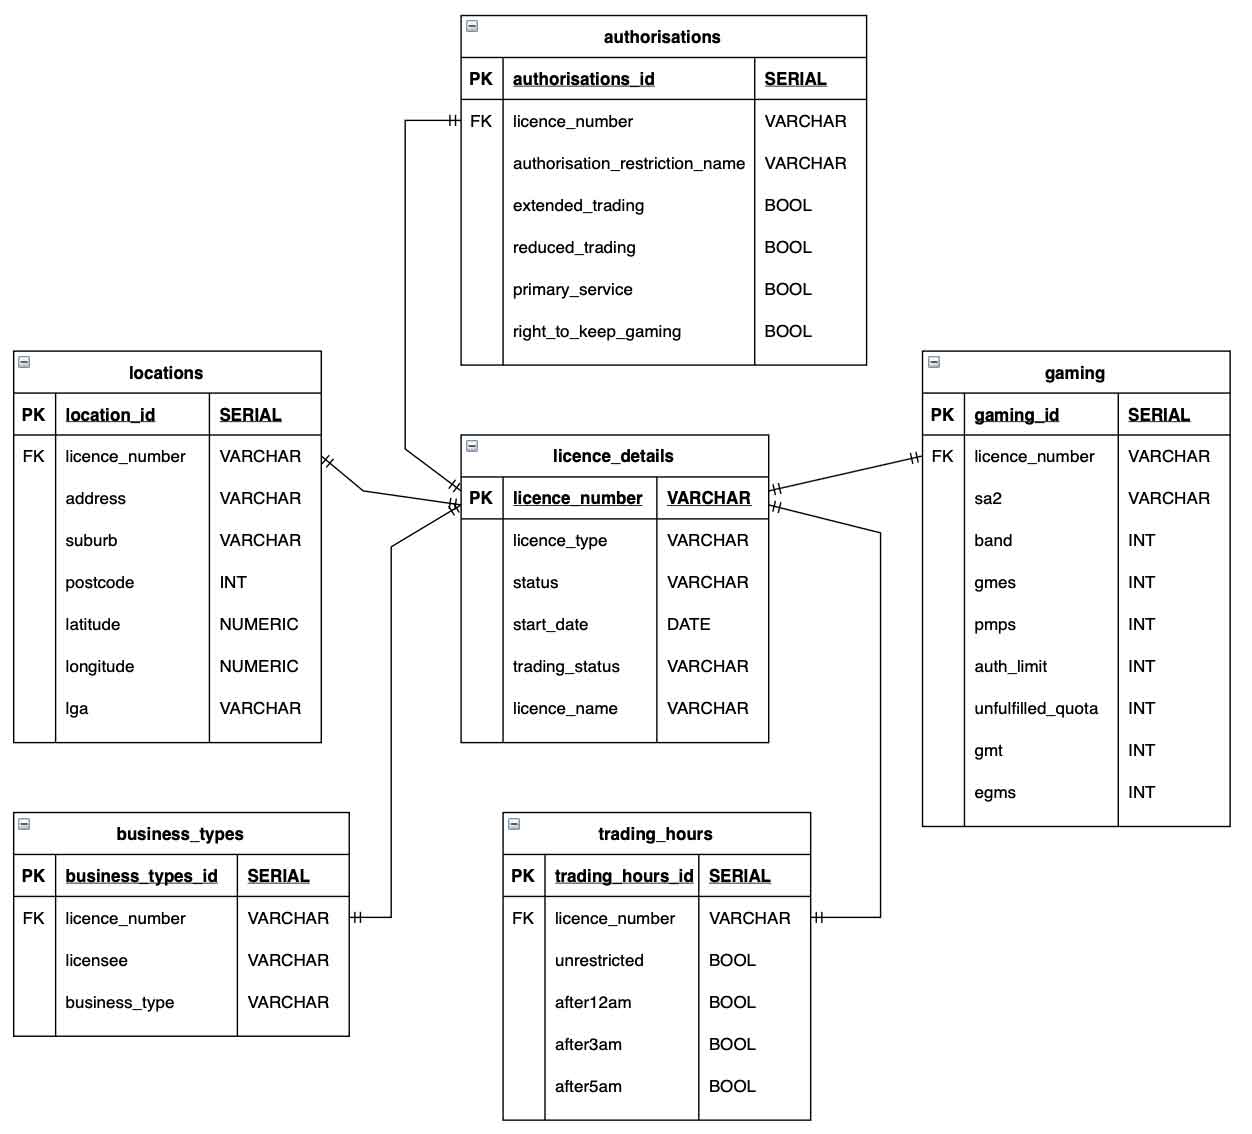 authorisations
PK authorisations_id SERIAL
FK licence_number VARCHAR
authorisation_restriction_name VARCHAR
extended_trading BOOL
reduced_trading BOOL
primary_service BOOL
right_to_keep_gaming BOOL
locations
PK location_id SERIAL
FK licence_number VARCHAR
address VARCHAR
suburb VARCHAR
postcode INT
latitude NUMERIC
longitude NUMERIC
lga VARCHAR
licence_details
PK licence_number VARCHAR
licence_type VARCHAR
status VARCHAR
start_date DATE
trading_status VARCHAR
licence_name VARCHAR
gaming
PK gaming_id SERIAL
FK licence_number VARCHAR
sa2 VARCHAR
band INT
gmes INT
pmps INT
auth_limit INT
unfulfilled_quota INT
gmt INT
egms INT
business_types
PK business_types_id SERIAL
FK licence_number VARCHAR
licensee VARCHAR
business_type VARCHAR
trading_hours
PK trading_hours_id SERIAL
FK licence_number VARCHAR
unrestricted BOOL
after12am BOOL
after3am BOOL
after5am BOOL